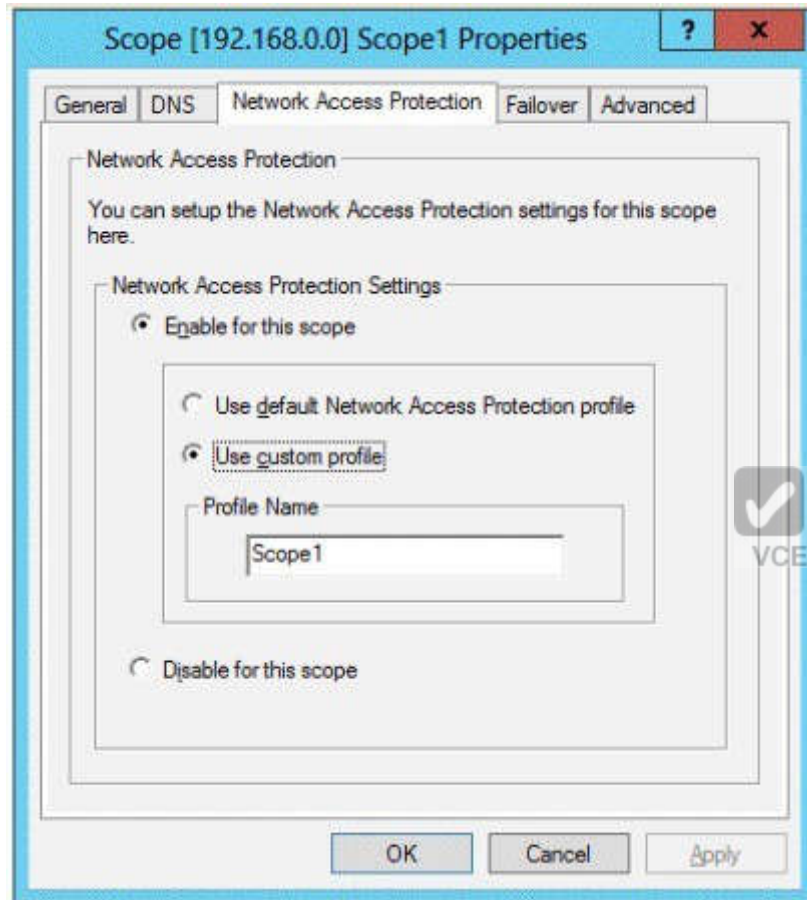 Scope [192.168.0.0] Scope1 Properties
?
x
General
DNS
Network Access Protection
Failover
Advanced
Network Access Protection
You can setup the Network Access Protection settings for this scope
here.
Network Access Protection Settings
Enable for this scope
Use default Network Access Protection profile
Use custom profile
Profile Name
Scope1
VCE
Disable for this scope
OK
Cancel
Apply